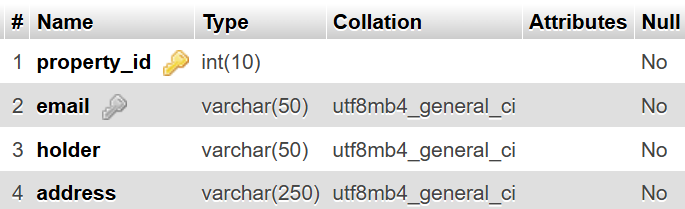 # Name Type Collation Attributes Null
1 property_id int(10) No
2 email varchar(50) utf8mb4_general_ci No
3 holder varchar(50) utf8mb4_general_ci No
4 address varchar(250) utf8mb4_general_ci No